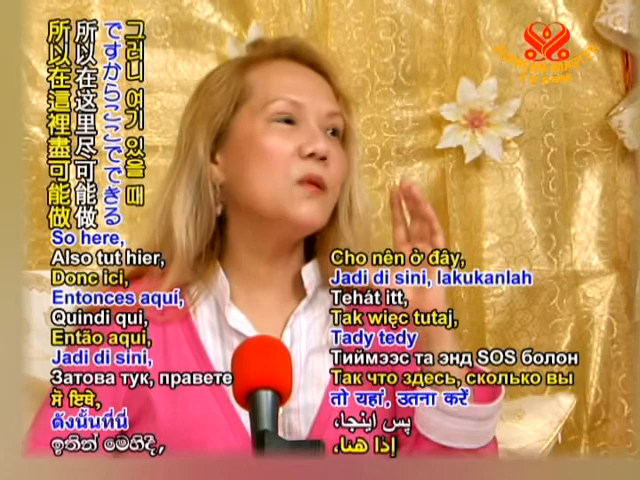 所以在這裡盡可能做
所以在这里尽可能做
ですからここでできる
그러니 여기 있을 때
So here,
Also tut hier,
Donc ici,
Entonces aquí,
Quindi qui,
Então aqui,
Jadi di sini,
Затова тук, правете
ਸੋ ਇਥੇ,
ดังนั้นที่นี่
ඉතින් මෙහිදී,
Cho nên ở đây,
Jadi di sini, lakukanlah
Tehát itt,
Tak więc tutaj,
Tady tedy
Тиймээс та энд SOS болон
Так что здесь, сколько вы
तो यहां, उतना करें
پس اینجا،
إذا هنا،